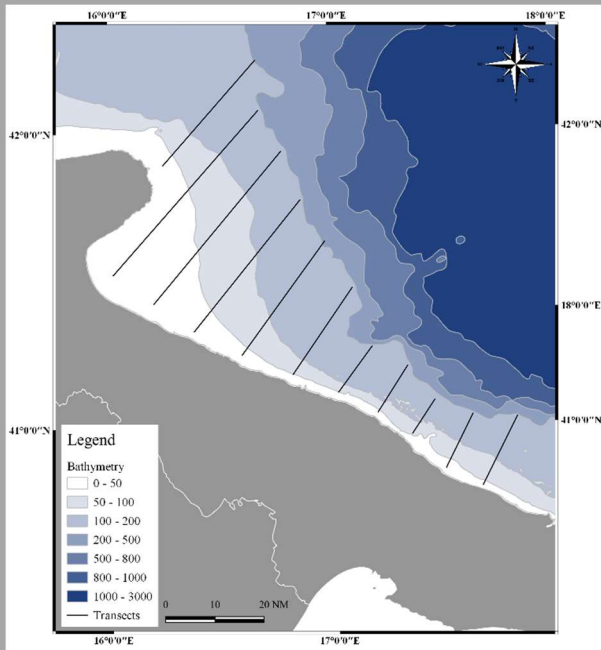 16°0'0"E 17°0'0"E 18°0'0"E
42°0'0"N
42°0'0"N
18°0'0"E
41°0'0"N
41°0'0"N
Legend
Bathymetry
0 - 50
50 - 100
100 - 200
200 - 500
500 - 800
800 - 1000
1000 - 3000
Transects
0 10 20 NM
16°0'0"E 17°0'0"E